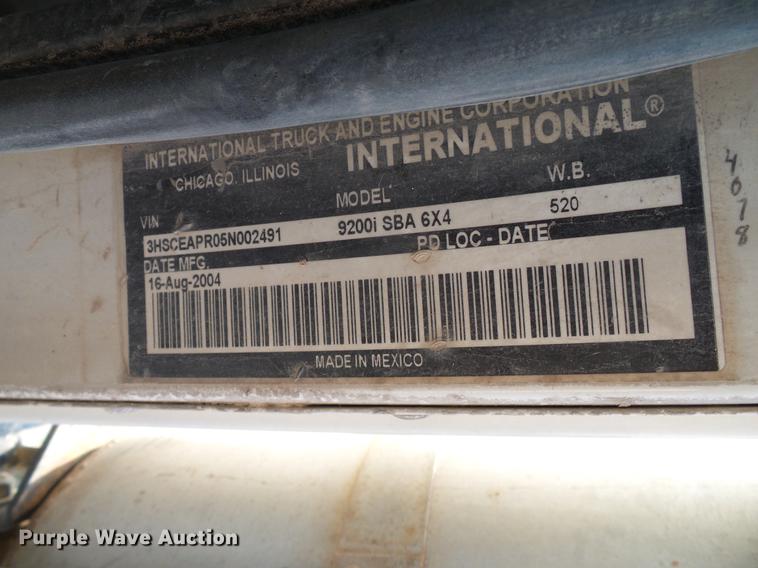 INTERNATIONAL TRUCK AND ENGINE CORPORATION
CHICAGO, ILLINOIS INTERNATIONAL®
VIN MODEL W.B.
3HSCEAPR05N002491 9200i SBA 6X4 520
DATE MFG. PD LOC - DATE
16-Aug-2004
MADE IN MEXICO
4078
Purple Wave Auction